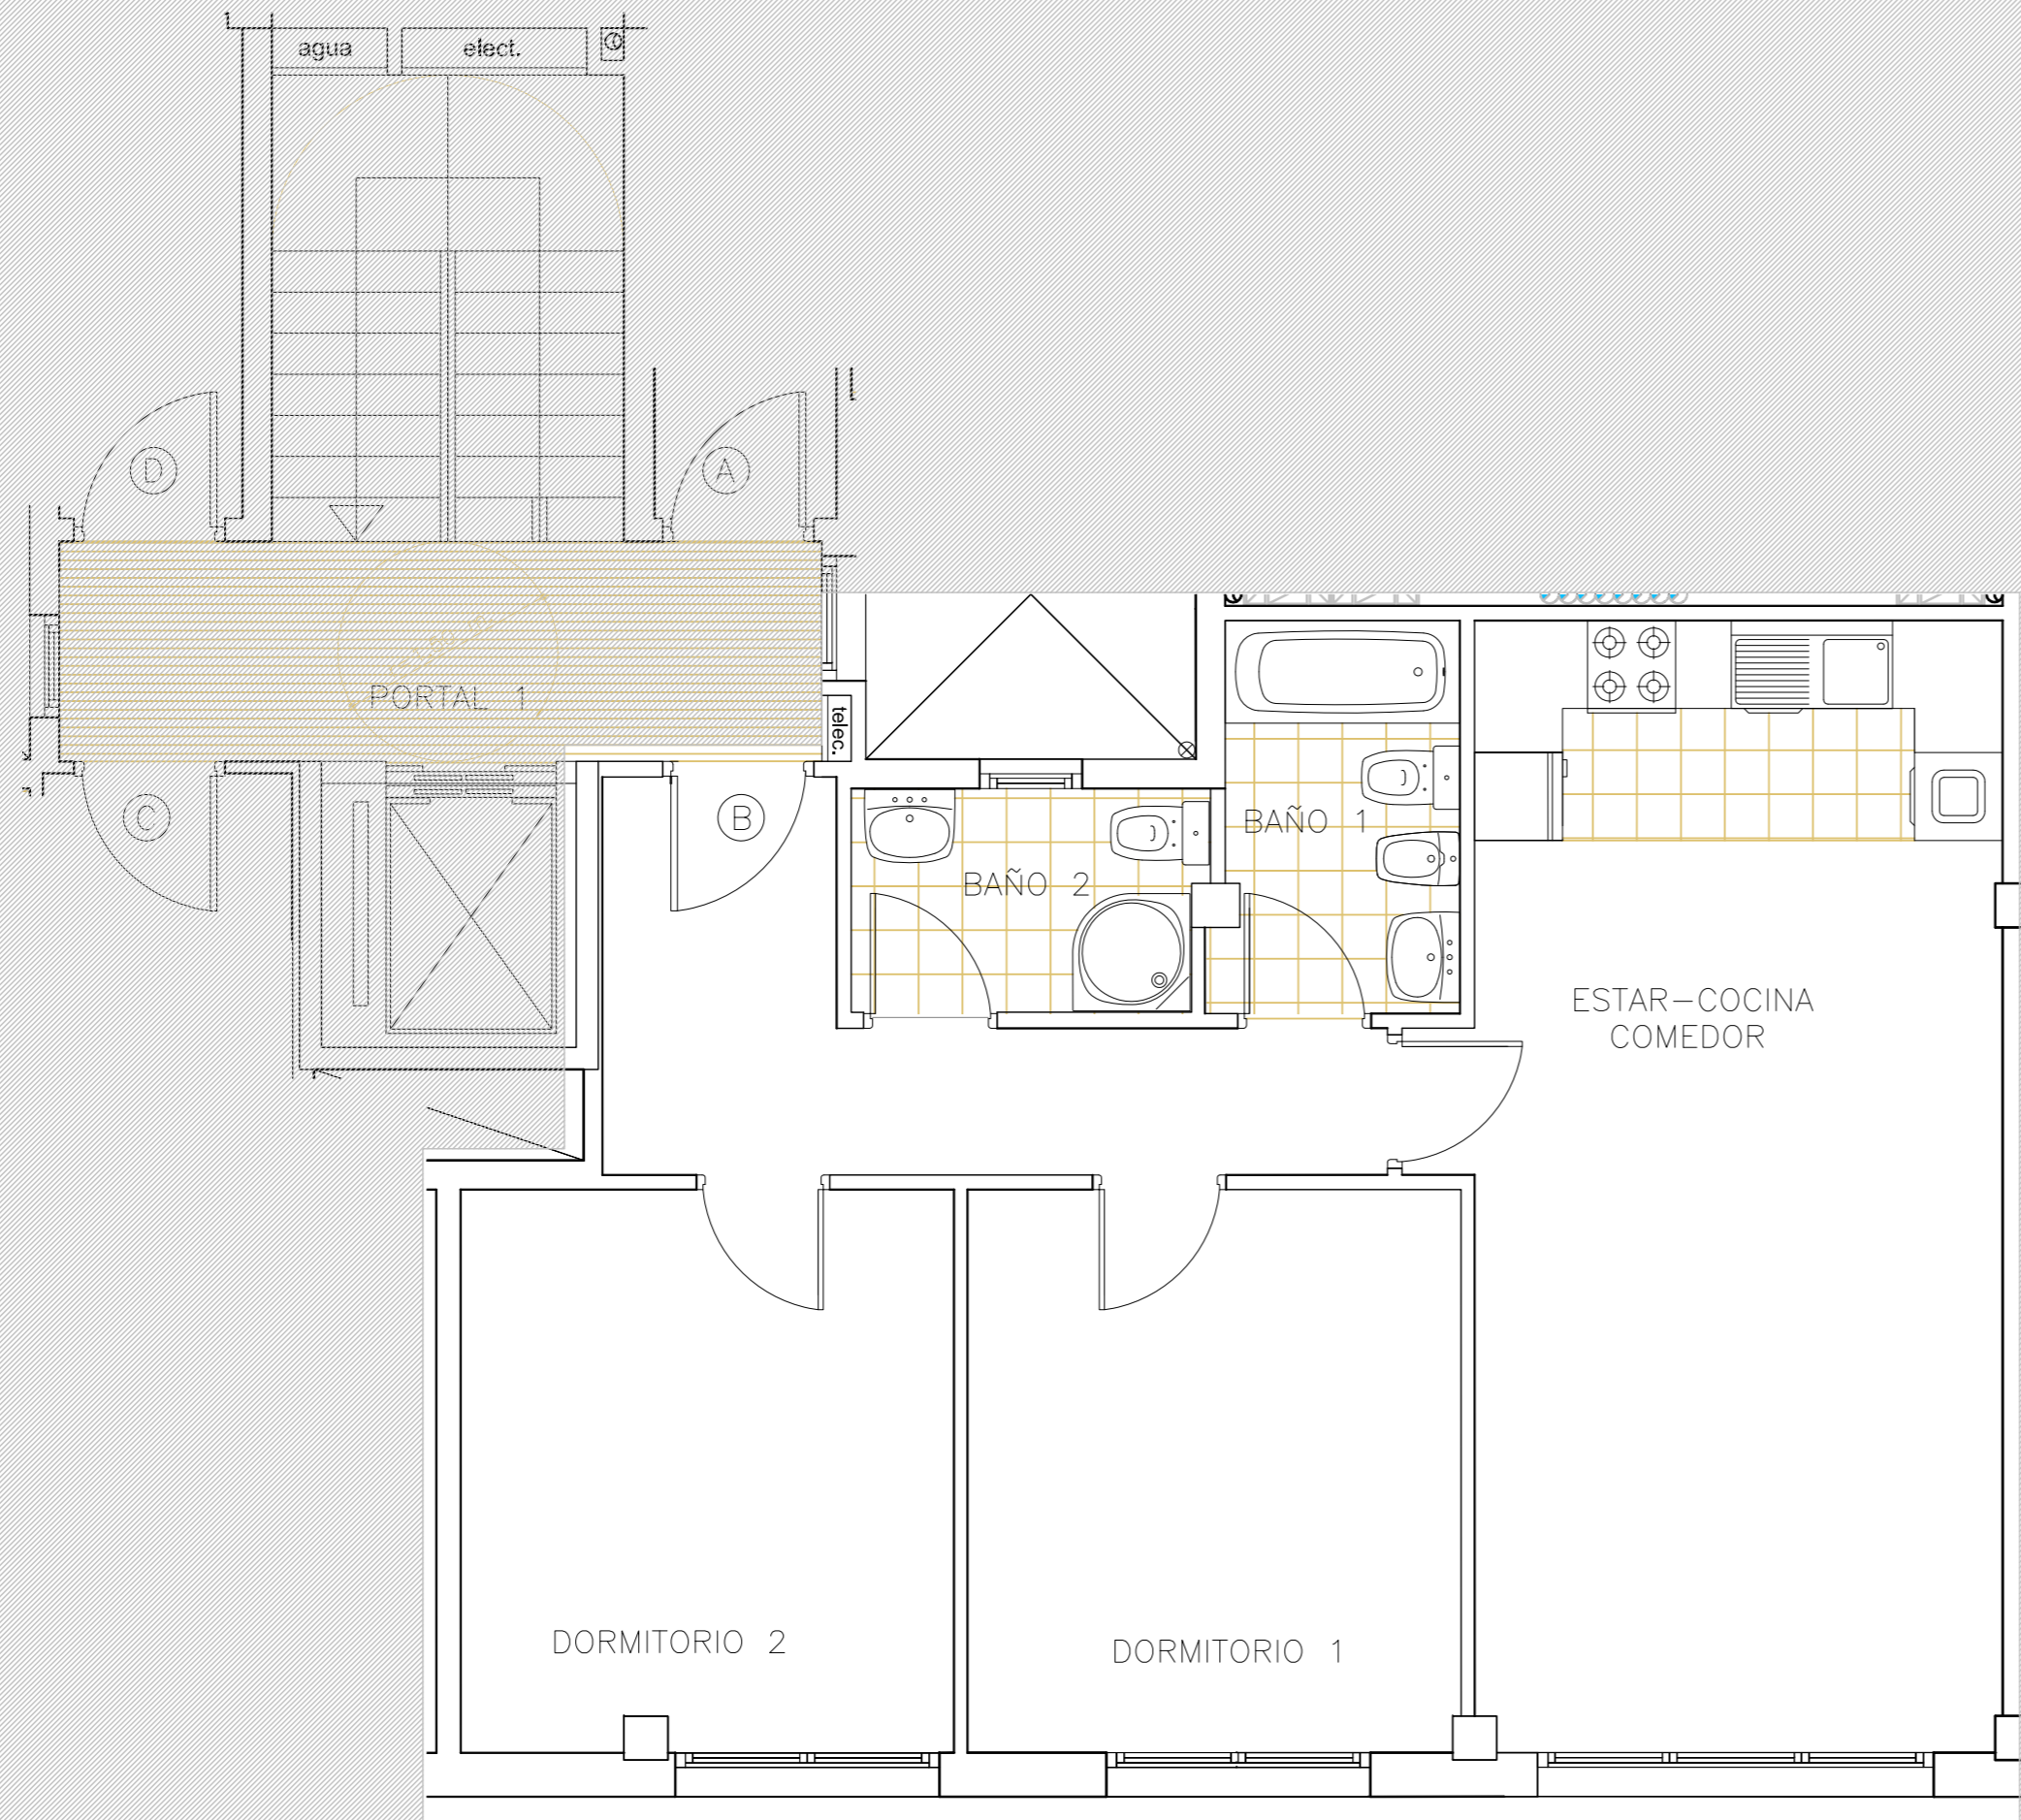 agua
elect.
D
A
PORTAL 1
telec.
C
B
BAÑO 1
BAÑO 2
ESTAR-COCINA
COMEDOR
DORMITORIO 2
DORMITORIO 1